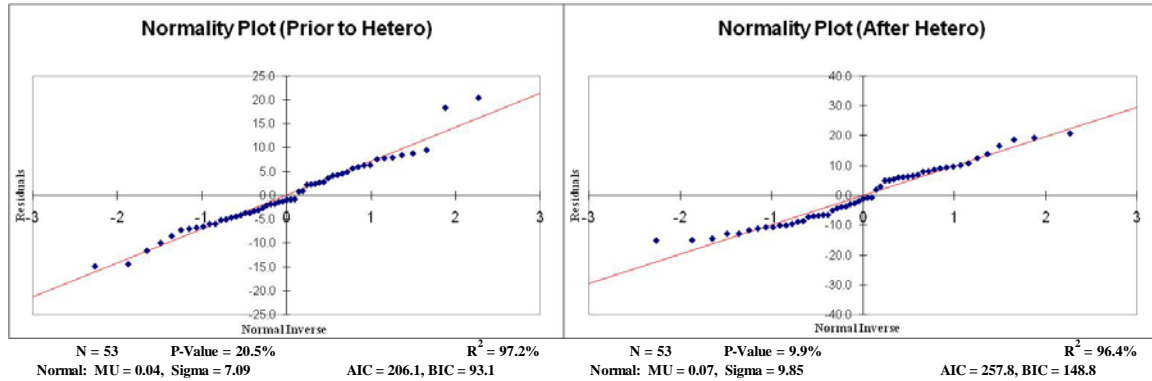 Normality Plot (Prior to Hetero)
25.0
20.0
15.0
10.0
5.0
0.0
-5.0
-10.0
-15.0
-20.0
-25.0
-3 -2 -1 0 1 2 3
Residuals
Normal Inverse
N = 53 P-Value = 20.5% R² = 97.2%
Normal: MU = 0.04, Sigma = 7.09 AIC = 206.1, BIC = 93.1
Normality Plot (After Hetero)
40.0
30.0
20.0
10.0
0.0
-10.0
-20.0
-30.0
-40.0
-3 -2 -1 0 1 2 3
Residuals
Normal Inverse
N = 53 P-Value = 9.9% R² = 96.4%
Normal: MU = 0.07, Sigma = 9.85 AIC = 257.8, BIC = 148.8